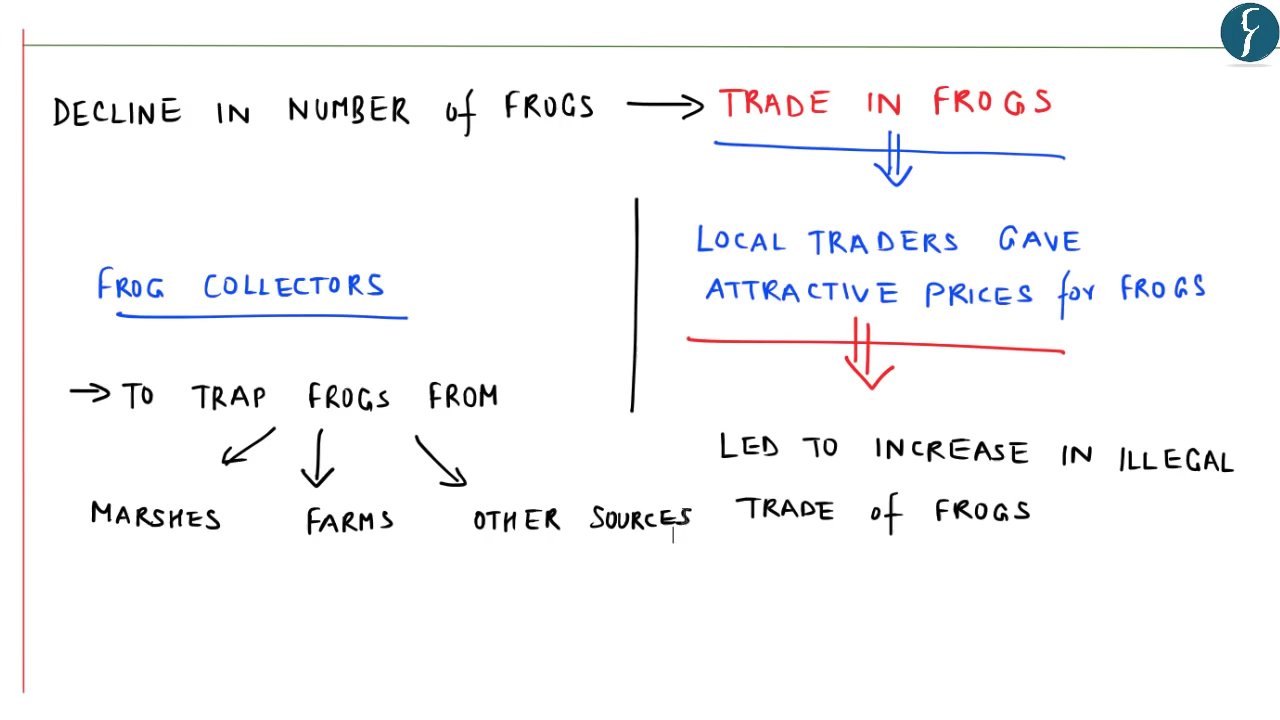 DECLINE IN NUMBER of FROGS → TRADE IN FROGS
FROG COLLECTORS
→ TO TRAP FROGS FROM
MARSHES FARMS OTHER SOURCES
LOCAL TRADERS GAVE
ATTRACTIVE PRICES for FROGS
LED TO INCREASE IN ILLEGAL
TRADE of FROGS